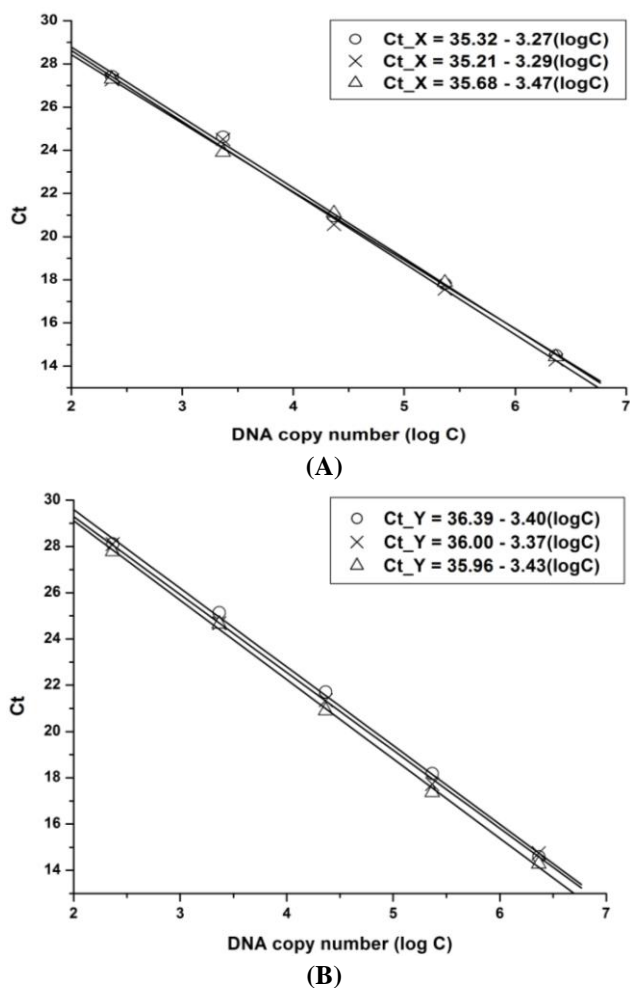 30
28
26
24
22
20
18
16
14
Ct
Ct_X = 35.32 - 3.27(logC)
Ct_X = 35.21 - 3.29(logC)
Ct_X = 35.68 - 3.47(logC)
2 3 4 5 6 7
DNA copy number (log C)
(A)
30
28
26
24
22
20
18
16
14
Ct
Ct_Y = 36.39 - 3.40(logC)
Ct_Y = 36.00 - 3.37(logC)
Ct_Y = 35.96 - 3.43(logC)
2 3 4 5 6 7
DNA copy number (log C)
(B)